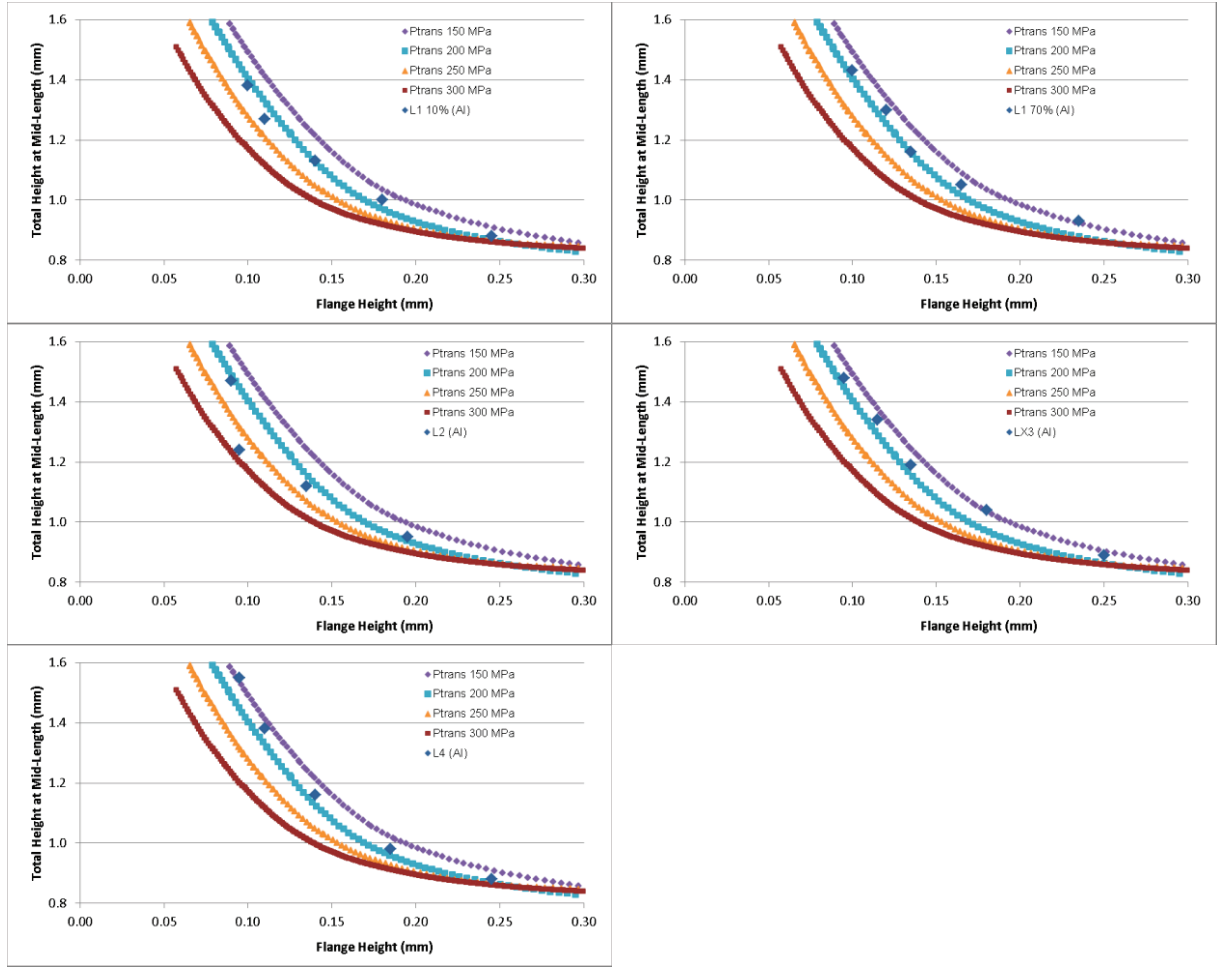 Total Height at Mid-Length (mm)
1.6
1.4
1.2
1.0
0.8
0.00 0.05 0.10 0.15 0.20 0.25 0.30
Flange Height (mm)
Ptrans 150 MPa
Ptrans 200 MPa
Ptrans 250 MPa
Ptrans 300 MPa
L1 10% (Al)
Total Height at Mid-Length (mm)
1.6
1.4
1.2
1.0
0.8
0.00 0.05 0.10 0.15 0.20 0.25 0.30
Flange Height (mm)
Ptrans 150 MPa
Ptrans 200 MPa
Ptrans 250 MPa
Ptrans 300 MPa
L1 70% (Al)
Total Height at Mid-Length (mm)
1.6
1.4
1.2
1.0
0.8
0.00 0.05 0.10 0.15 0.20 0.25 0.30
Flange Height (mm)
Ptrans 150 MPa
Ptrans 200 MPa
Ptrans 250 MPa
Ptrans 300 MPa
L2 (Al)
Total Height at Mid-Length (mm)
1.6
1.4
1.2
1.0
0.8
0.00 0.05 0.10 0.15 0.20 0.25 0.30
Flange Height (mm)
Ptrans 150 MPa
Ptrans 200 MPa
Ptrans 250 MPa
Ptrans 300 MPa
LX3 (Al)
Total Height at Mid-Length (mm)
1.6
1.4
1.2
1.0
0.8
0.00 0.05 0.10 0.15 0.20 0.25 0.30
Flange Height (mm)
Ptrans 150 MPa
Ptrans 200 MPa
Ptrans 250 MPa
Ptrans 300 MPa
L4 (Al)